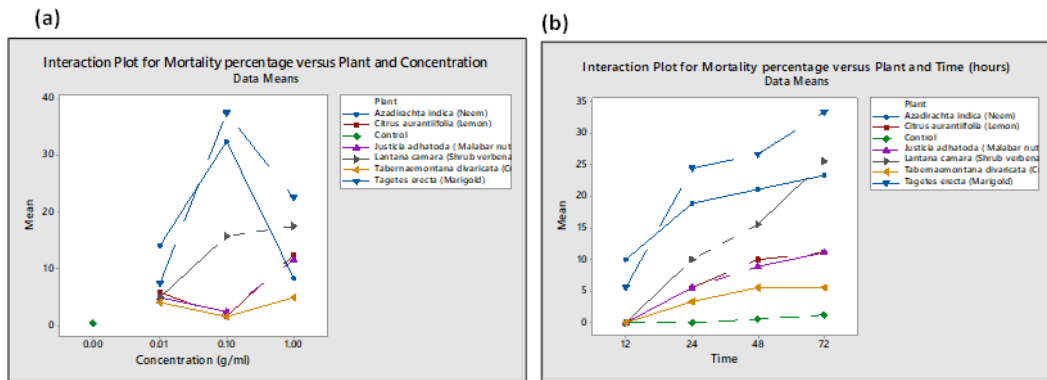 (a)
Interaction Plot for Mortality percentage versus Plant and Concentration
Data Means
40
30
20
10
0
Mean
0.00
0.01
0.10
1.00
Concentration (g/ml)
Plant
Azadirachta indica (Neem)
Citrus aurantiifolia (Lemon)
Control
Justicia adhatoda ( Malabar nut
Lantana camara (Shrub verbena
Tabernaemontana divaricata (C
Tagetes erecta (Marigold)
(b)
Interaction Plot for Mortality percentage versus Plant and Time (hours)
Data Means
35
30
25
20
15
10
5
0
Mean
12
24
48
72
Time
Plant
Azadirachta indica (Neem)
Citrus aurantiifolia (Lemon)
Control
Justicia adhatoda ( Malabar nut
Lantana camara (Shrub verbena
Tabernaemontana divaricata (C
Tagetes erecta (Marigold)